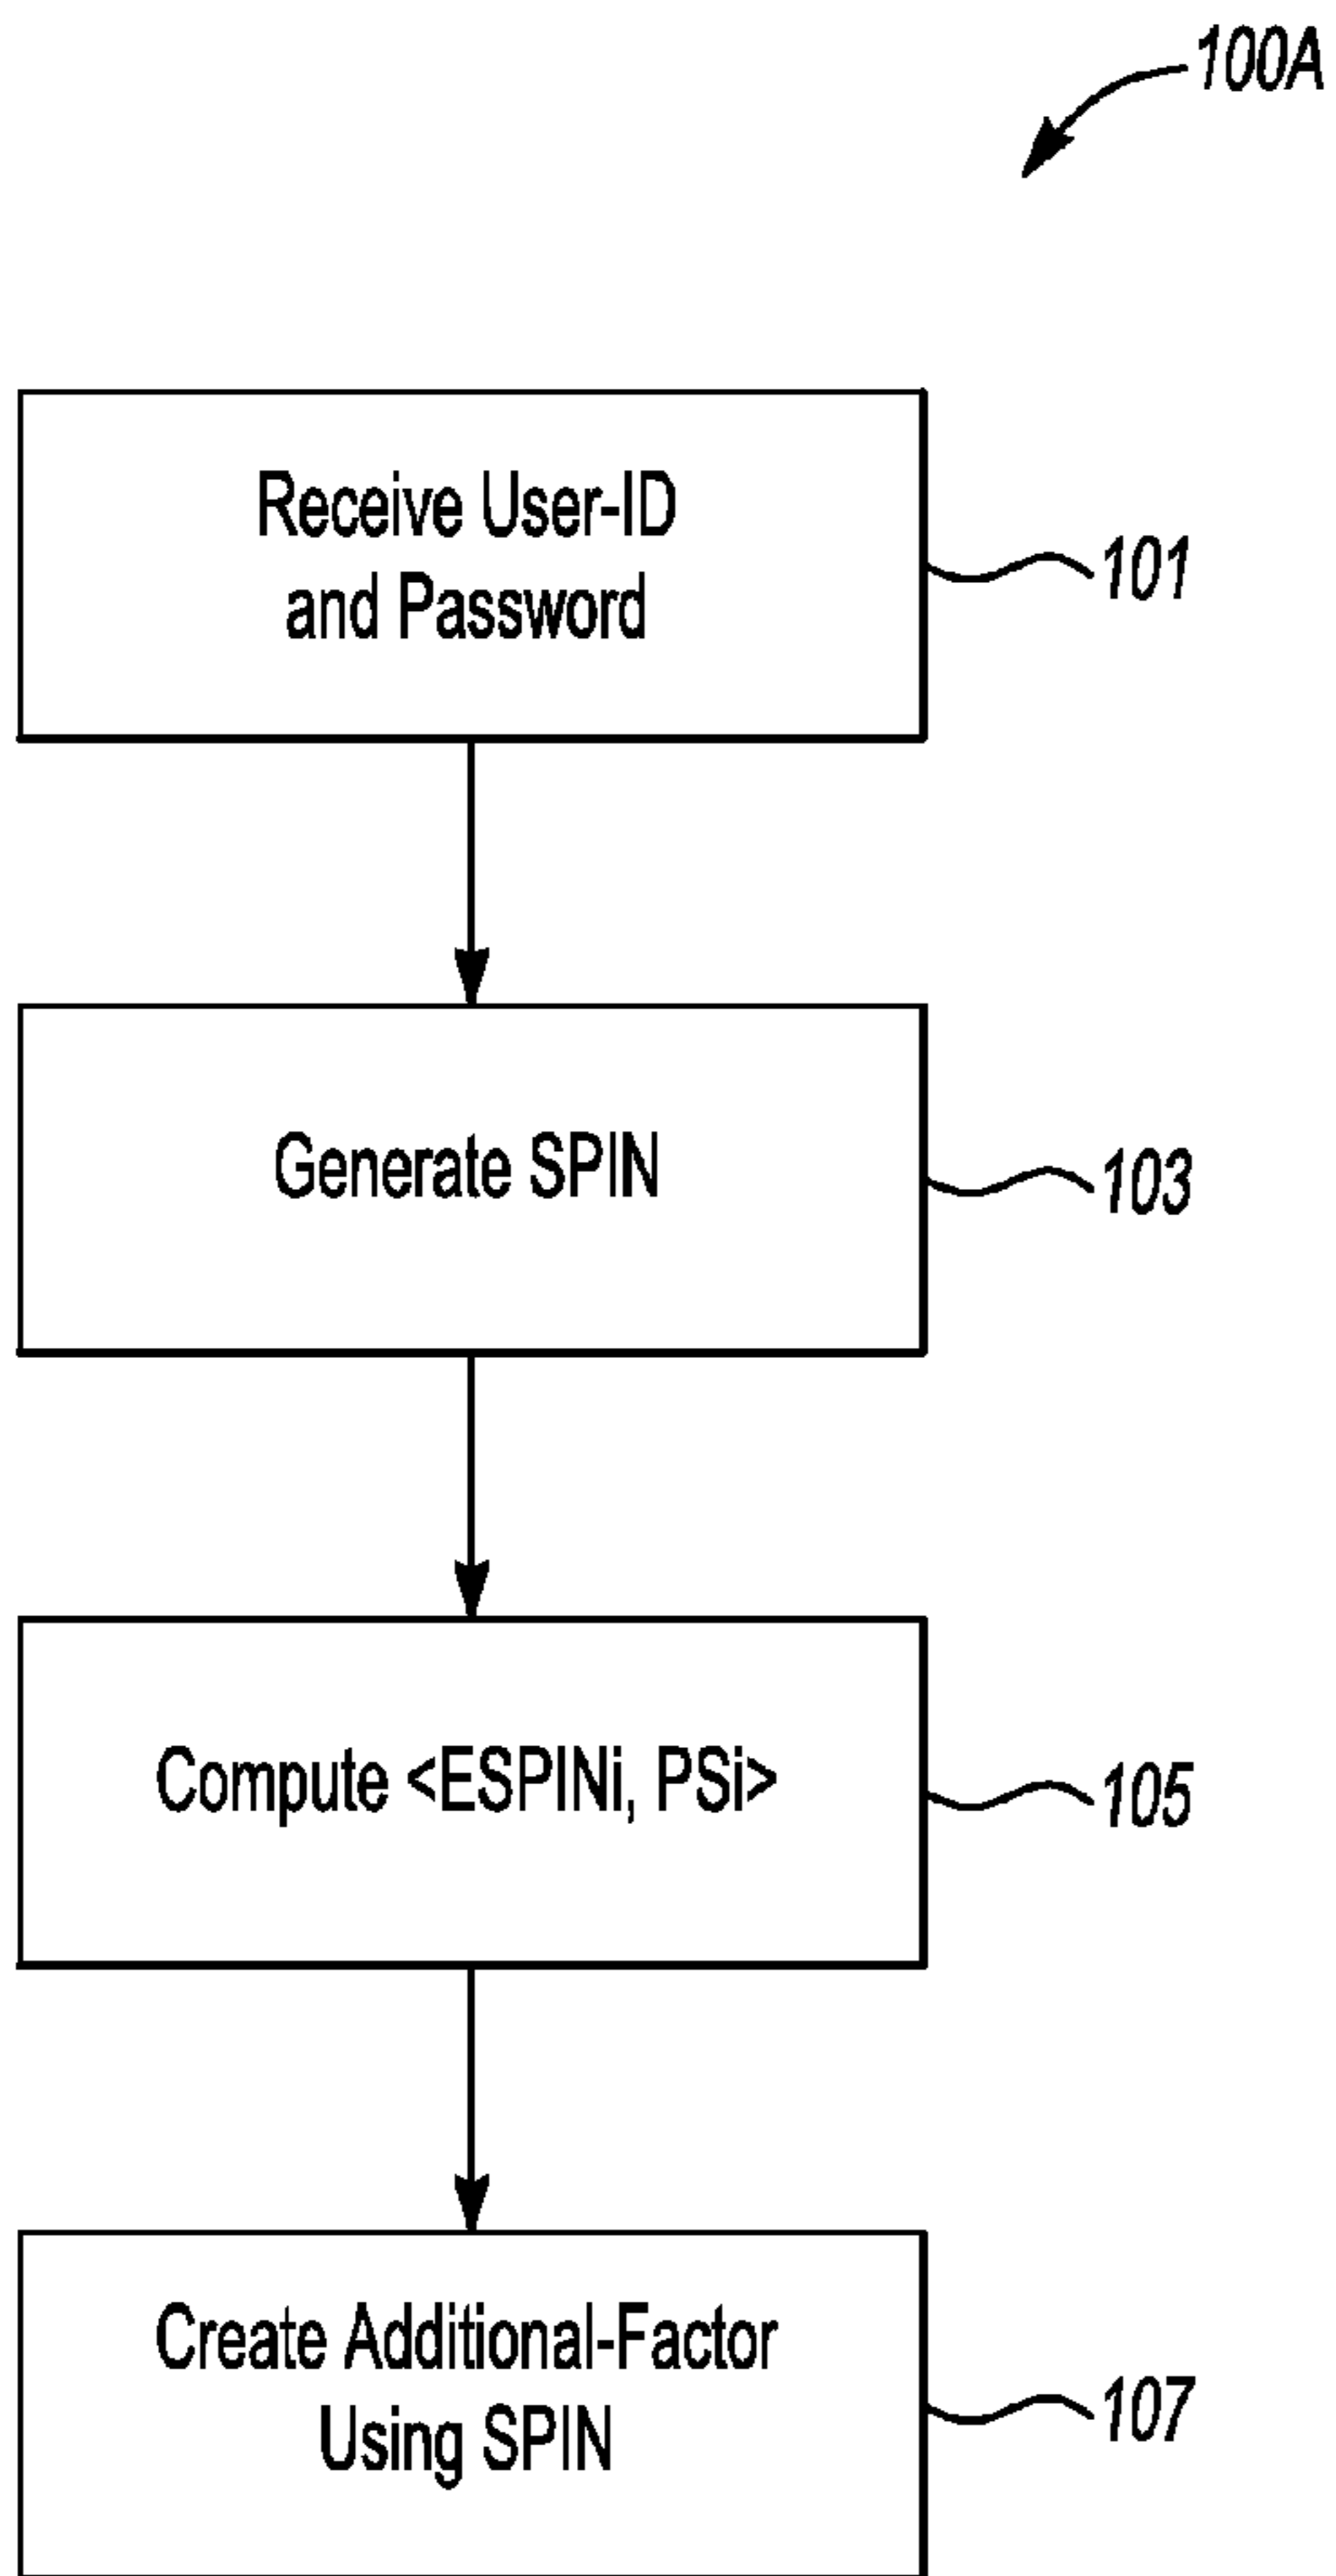 100A
Receive User-ID
and Password
101
Generate SPIN
103
Compute <ESPINi, PSi>
105
Create Additional-Factor
Using SPIN
107